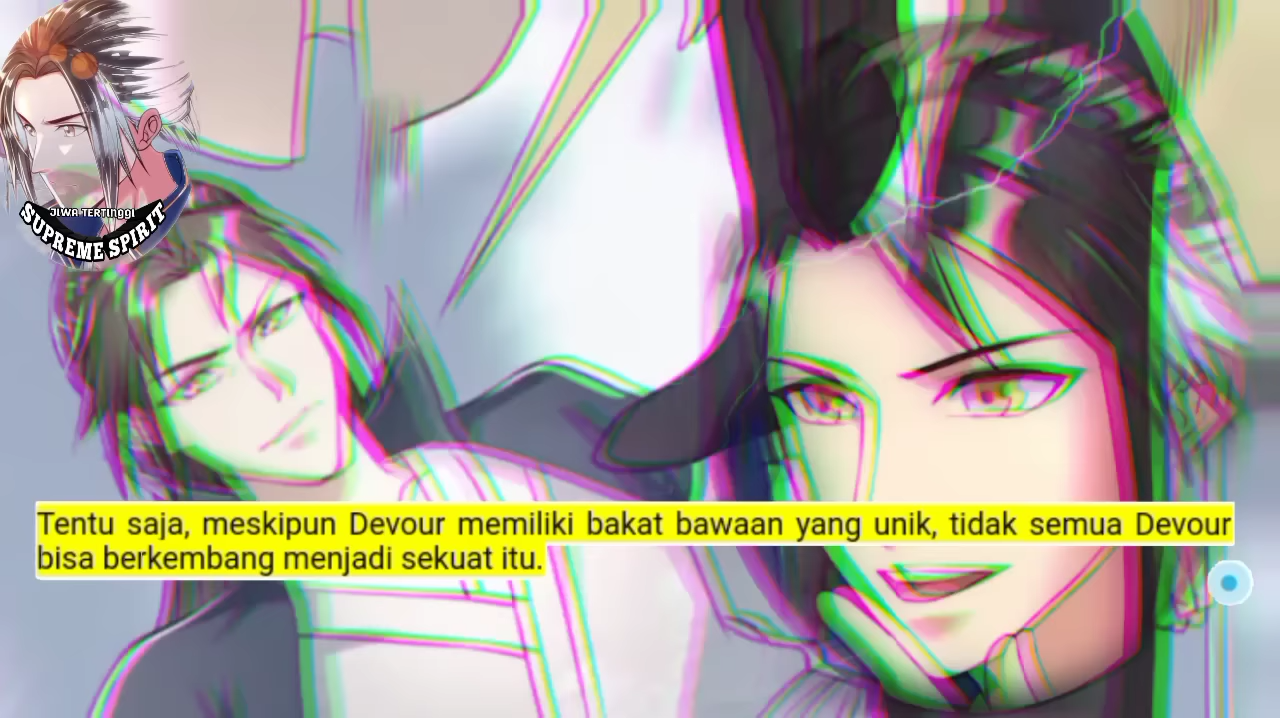 JIWA TERTINGGI
SUPREME SPIRIT
Tentu saja, meskipun Devour memiliki bakat bawaan yang unik, tidak semua Devour
bisa berkembang menjadi sekuat itu.